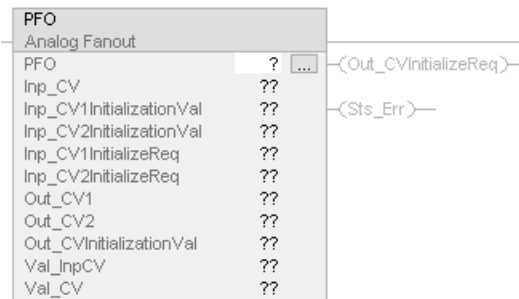 PFO
Analog Fanout
PFO ? ... (Out_CVInitializeReq)
Inp_CV ??
Inp_CV1InitializationVal ?? (Sts_Err)
Inp_CV2InitializationVal ??
Inp_CV1InitializeReq ??
Inp_CV2InitializeReq ??
Out_CV1 ??
Out_CV2 ??
Out_CVInitializationVal ??
Val_InpCV ??
Val_CV ??